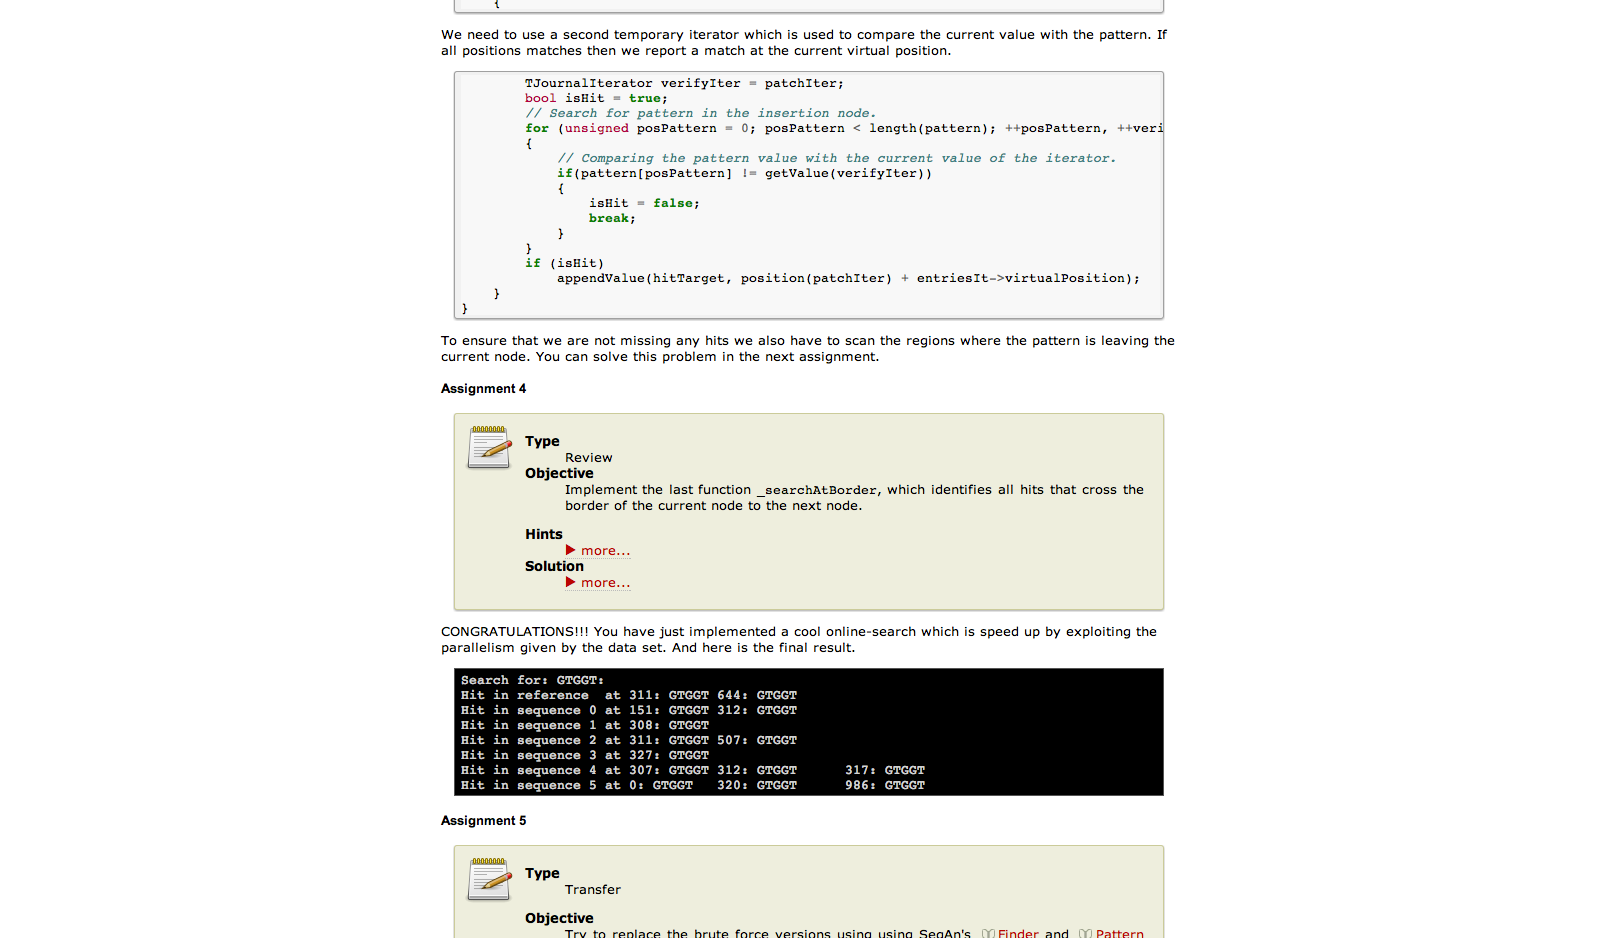 {
We need to use a second temporary iterator which is used to compare the current value with the pattern. If
all positions matches then we report a match at the current virtual position.
TJournalIterator verifyIter = patchIter;
bool isHit = true;
// Search for pattern in the insertion node.
for (unsigned posPattern = 0; posPattern < length(pattern); ++posPattern, ++veri
{
// Comparing the pattern value with the current value of the iterator.
if(pattern[posPattern] != getValue(verifyIter))
{
isHit = false;
break;
}
}
if (isHit)
appendValue(hitTarget, position(patchIter) + entriesIt->virtualPosition);
}
}
To ensure that we are not missing any hits we also have to scan the regions where the pattern is leaving the
current node. You can solve this problem in the next assignment.
Assignment 4
Type
Review
Objective
Implement the last function _searchAtBorder, which identifies all hits that cross the
border of the current node to the next node.
Hints
more...
Solution
more...
CONGRATULATIONS!!! You have just implemented a cool online-search which is speed up by exploiting the
parallelism given by the data set. And here is the final result.
Search for: GTGGT:
Hit in reference  at 311: GTGGT 644: GTGGT
Hit in sequence 0 at 151: GTGGT 312: GTGGT
Hit in sequence 1 at 308: GTGGT
Hit in sequence 2 at 311: GTGGT 507: GTGGT
Hit in sequence 3 at 327: GTGGT
Hit in sequence 4 at 307: GTGGT 312: GTGGT      317: GTGGT
Hit in sequence 5 at 0: GTGGT   320: GTGGT      986: GTGGT
Assignment 5
Type
Transfer
Objective
Try to replace the brute force versions using using SeqAn's Finder and Pattern